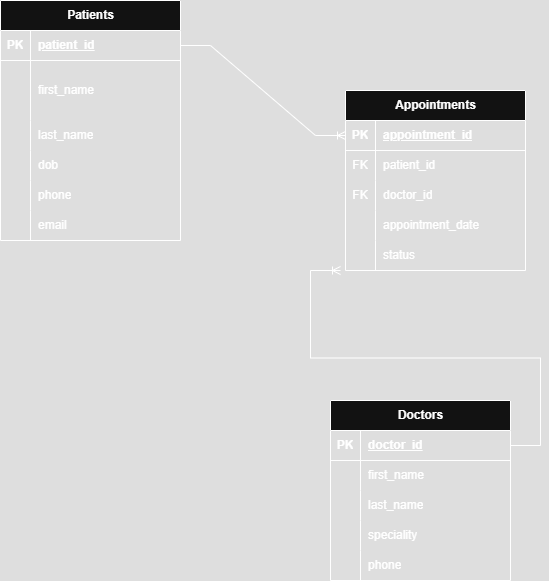 Patients
PK patient_id
first_name
last_name
dob
phone
email
Appointments
PK appointment_id
FK patient_id
FK doctor_id
appointment_date
status
Doctors
PK doctor_id
first_name
last_name
speciality
phone